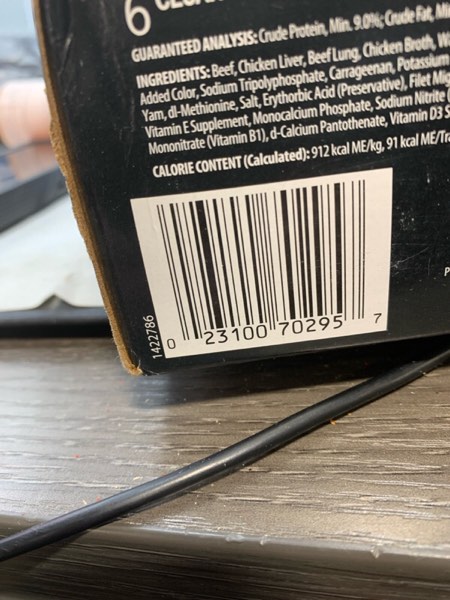 6
GUARANTEED ANALYSIS: Crude Protein, Min. 9.0%; Crude Fat,
INGREDIENTS: Beef, Chicken Liver, Beef Lung, Chicken Broth,
Added Color, Sodium Tripolyphosphate, Carrageenan, Potassium
Yam, dl-Methionine, Salt, Erythorbic Acid (Preservative), Filet
Vitamin E Supplement, Monocalcium Phosphate, Sodium Nitrite
Mononitrate (Vitamin B1), d-Calcium Pantothenate, Vitamin D3
CALORIE CONTENT (Calculated): 912 kcal ME/kg, 91 kcal
1422786
0 23100 70295 7